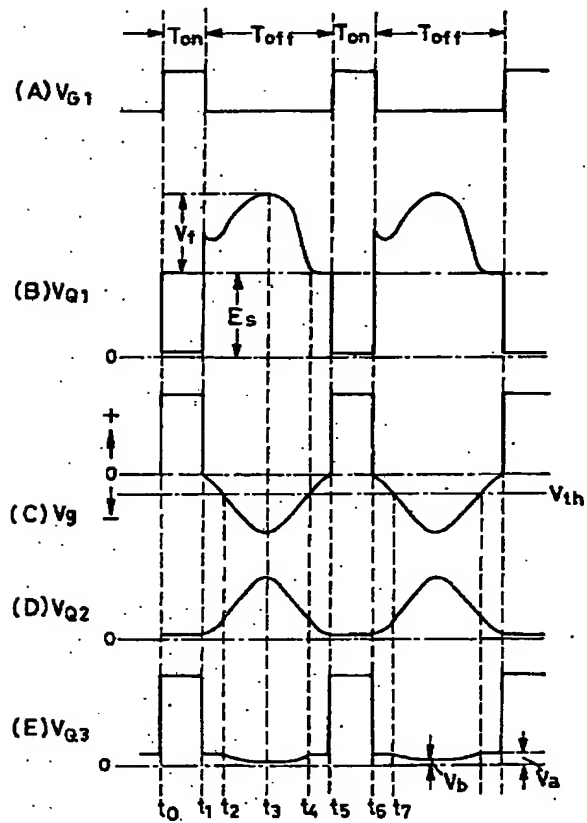 Ton Toff Ton Toff
(A) VG1
Vf
(B) VQ1
Es
0
+
0
Vth
(C) Vg
−
(D) VQ2
0
(E) VQ3
0
Vb Va
t0 t1 t2 t3 t4 t5 t6 t7